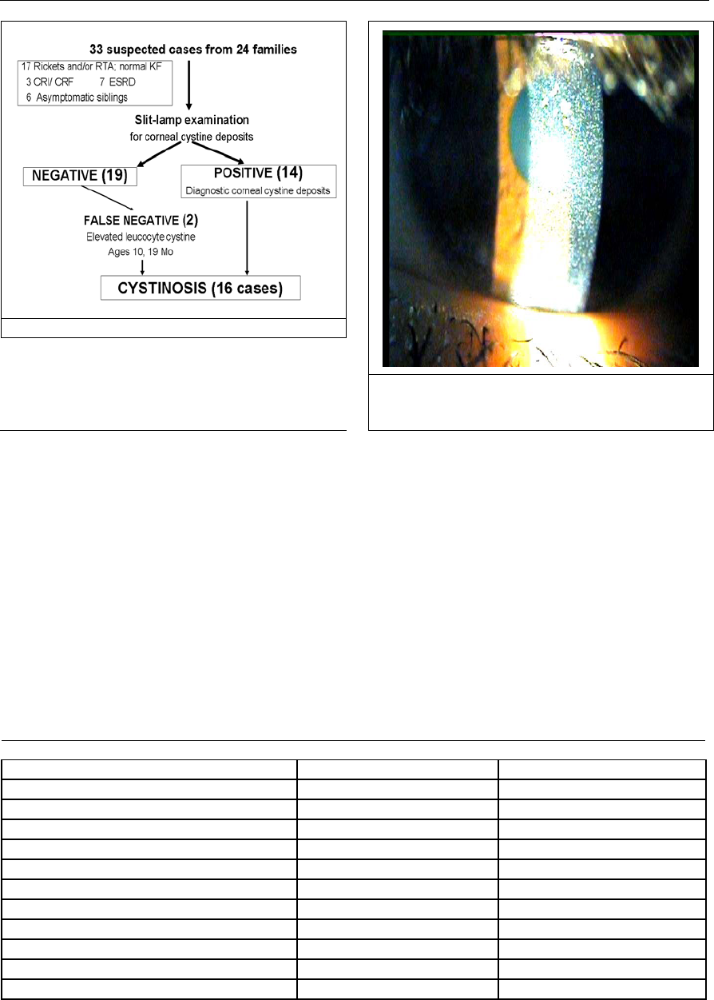 33 suspected cases from 24 families
17 Rickets and/or RTA; normal KF
3 CRI/ CRF 7 ESRD
6 Asymptomatic siblings
Slit-lamp examination
for corneal cystine deposits
NEGATIVE (19)
POSITIVE (14)
Diagnostic corneal cystine deposits
FALSE NEGATIVE (2)
Elevated leucocyte cystine
Ages 10, 19 Mo
CYSTINOSIS (16 cases)